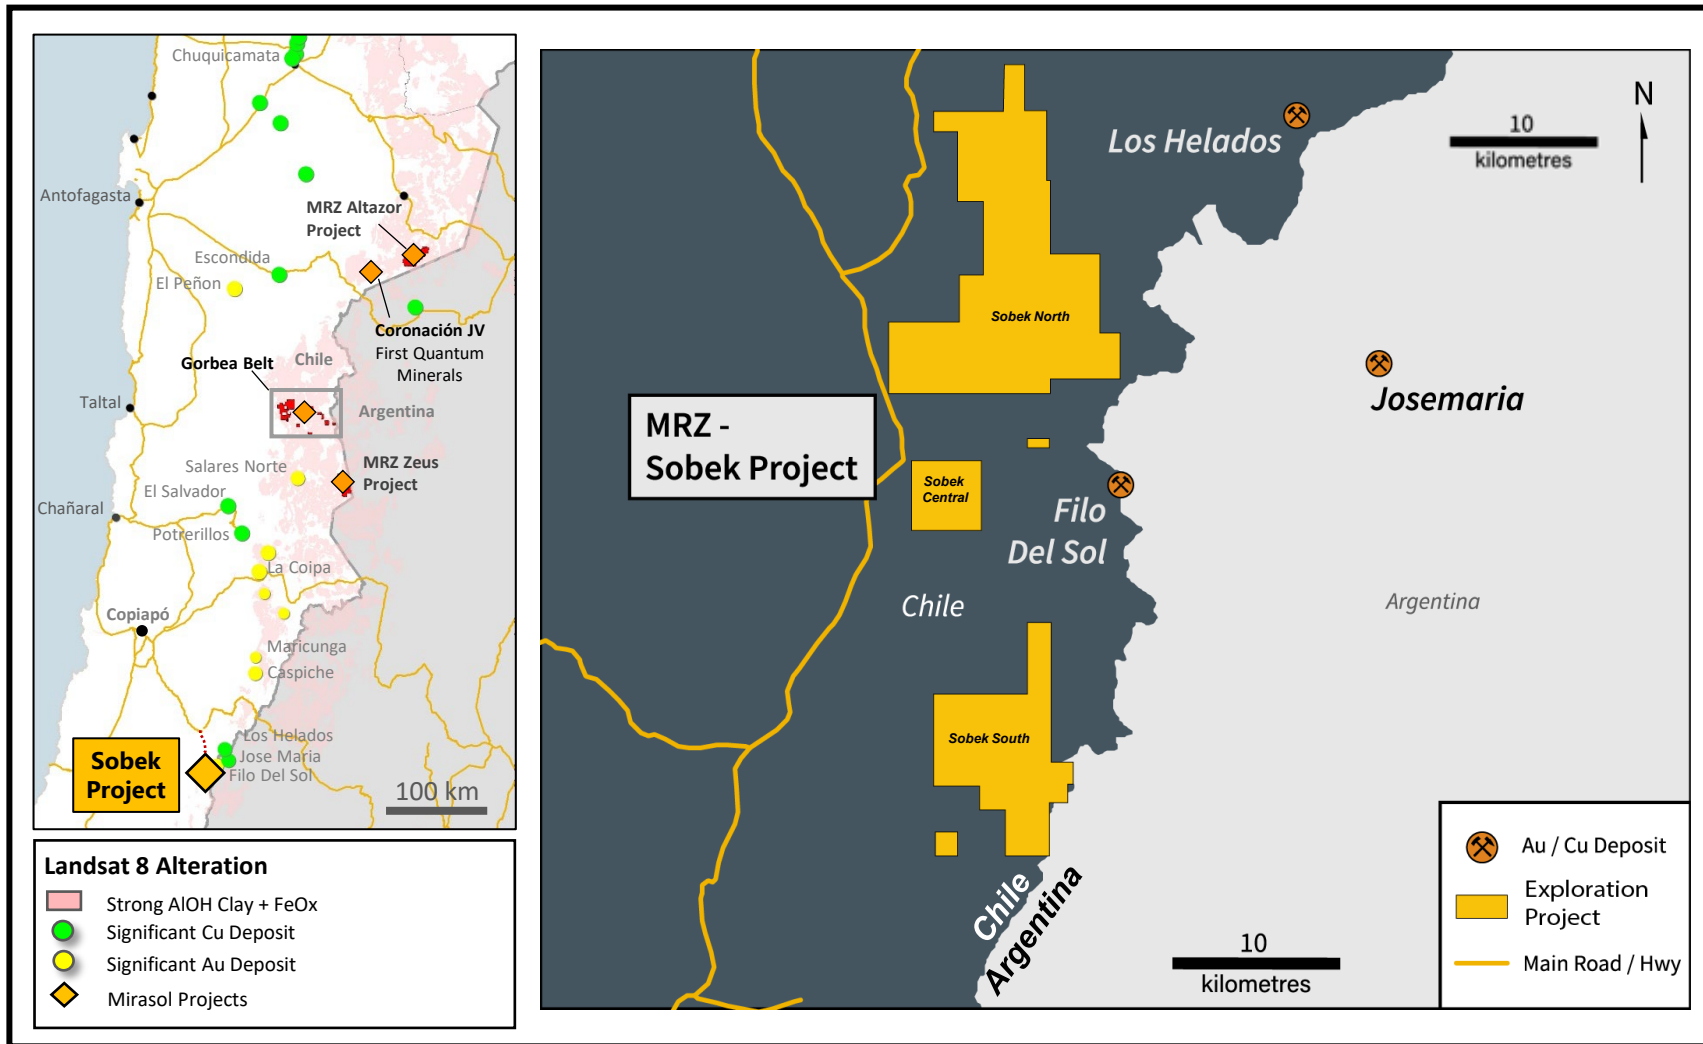 Chuquicamata
Antofagasta
MRZ Altazor
Project
Escondida
El Peñon
Coronación JV
First Quantum
Minerals
Gorbea Belt
Chile
Argentina
Taltal
MRZ Zeus
Project
Salares Norte
El Salvador
Chañaral
Potrerillos
La Coipa
Copiapó
Maricunga
Caspiche
Los Helados
Jose Maria
Filo Del Sol
Sobek
Project
100 km
Landsat 8 Alteration
Strong AlOH Clay + FeOx
Significant Cu Deposit
Significant Au Deposit
Mirasol Projects
Los Helados
10
kilometres
N
Sobek North
Josemaria
MRZ -
Sobek Project
Sobek
Central
Filo
Del Sol
Chile
Argentina
Sobek South
Chile
Argentina
10
kilometres
Au / Cu Deposit
Exploration
Project
Main Road / Hwy